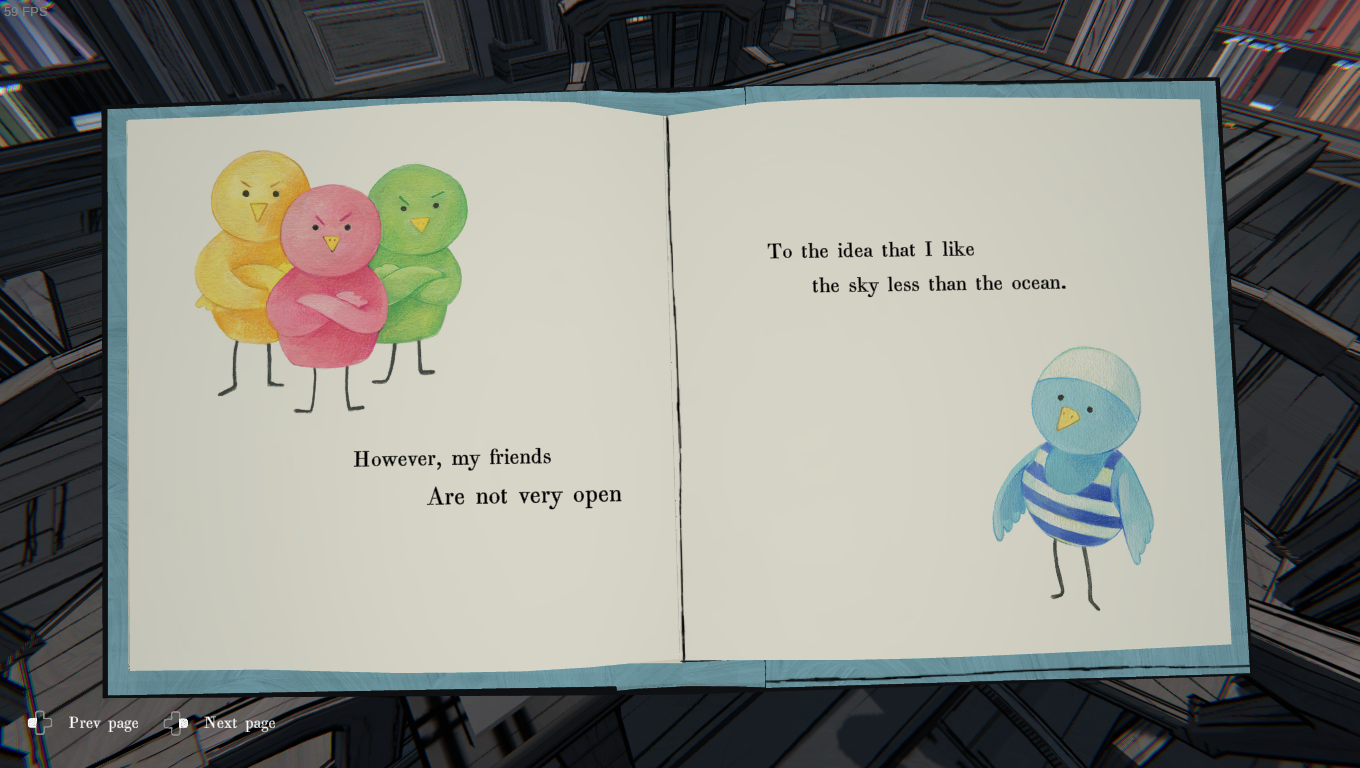 59 FPS
However, my friends
Are not very open
To the idea that I like
the sky less than the ocean.
Prev page
Next page